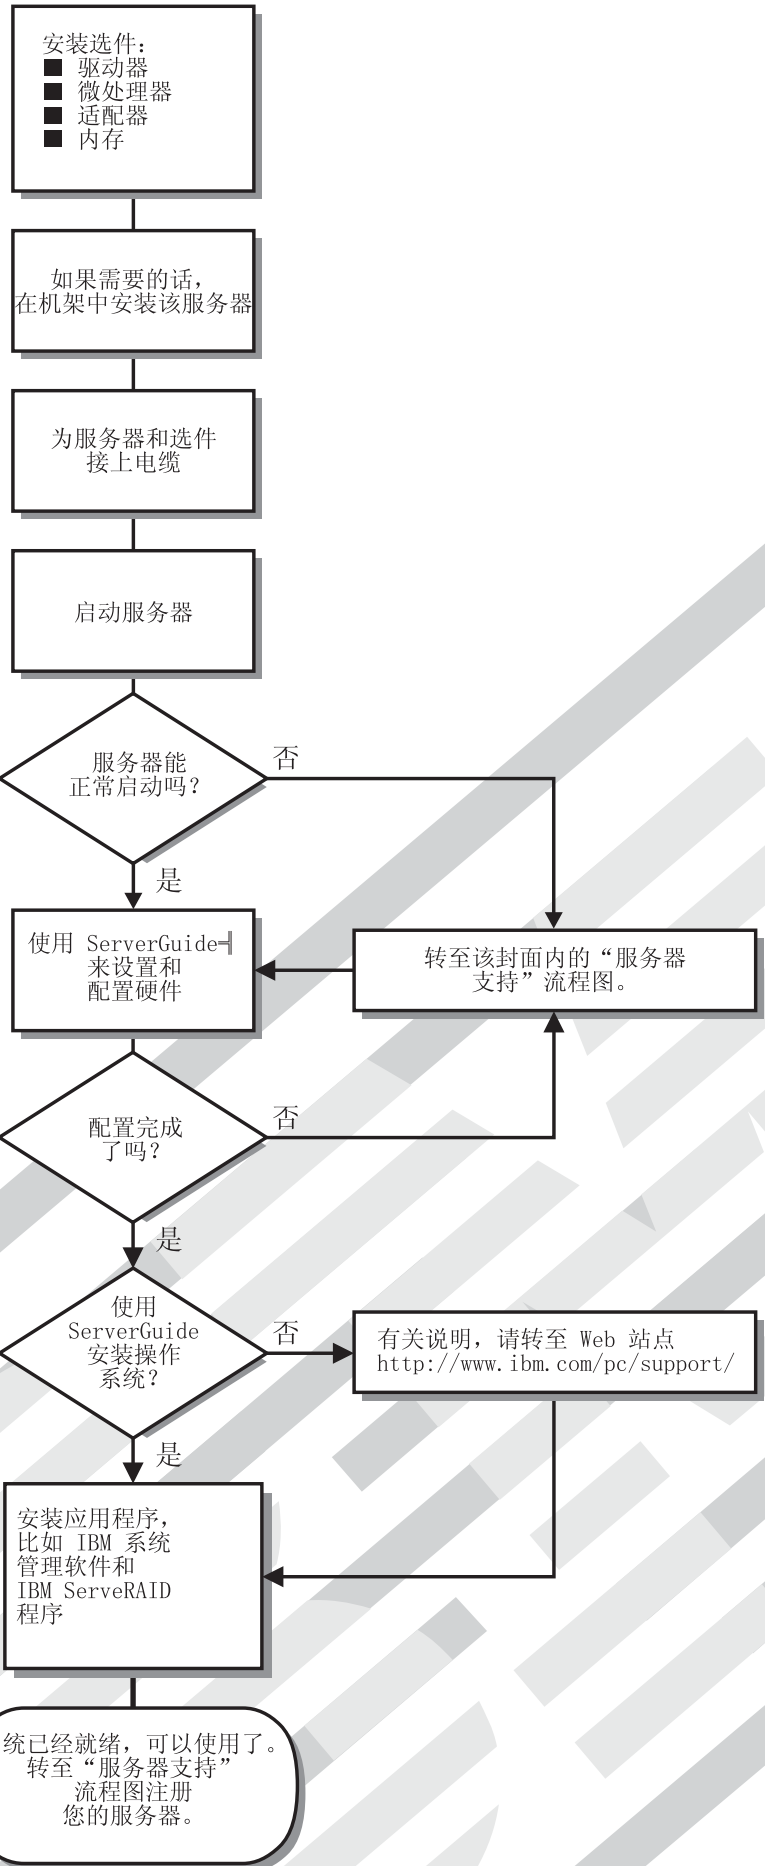 安装选件：
■ 驱动器
■ 微处理器
■ 适配器
■ 内存
如果需要的话，
在机架中安装该服务器
为服务器和选件
接上电缆
启动服务器
服务器能
正常启动吗？
否
是
使用 ServerGuide
来设置和
配置硬件
转至该封面内的“服务器
支持”流程图。
配置完成
了吗？
否
是
使用
ServerGuide
安装操作
系统？
否
有关说明，请转至 Web 站点
http://www.ibm.com/pc/support/
是
安装应用程序，
比如 IBM 系统
管理软件和
IBM ServeRAID
程序
统已经就绪，可以使用了。
转至“服务器支持”
流程图注册
您的服务器。